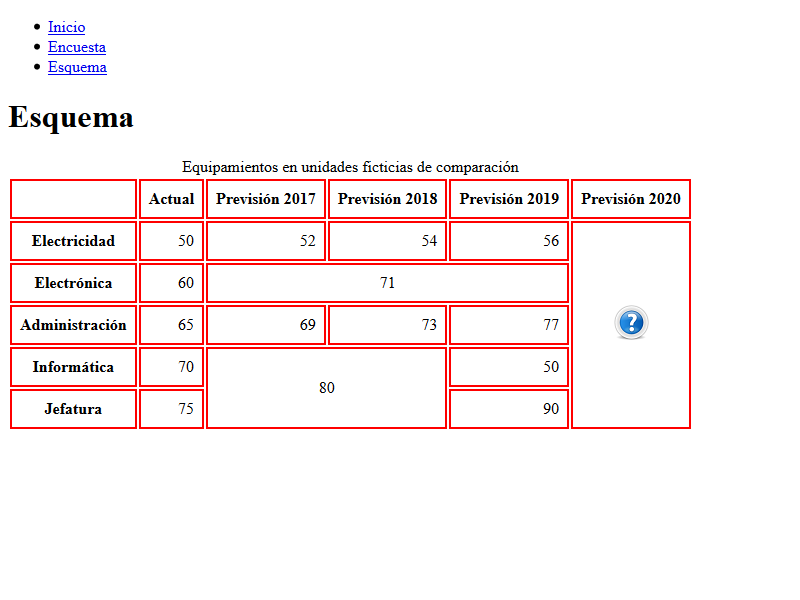 Inicio
Encuesta
Esquema
Esquema
Equipamientos en unidades ficticias de comparación
Actual Previsión 2017 Previsión 2018 Previsión 2019 Previsión 2020
Electricidad 50 52 54 56
Electrónica 60 71
Administración 65 69 73 77
?
Informática 70 50
80
Jefatura 75 90